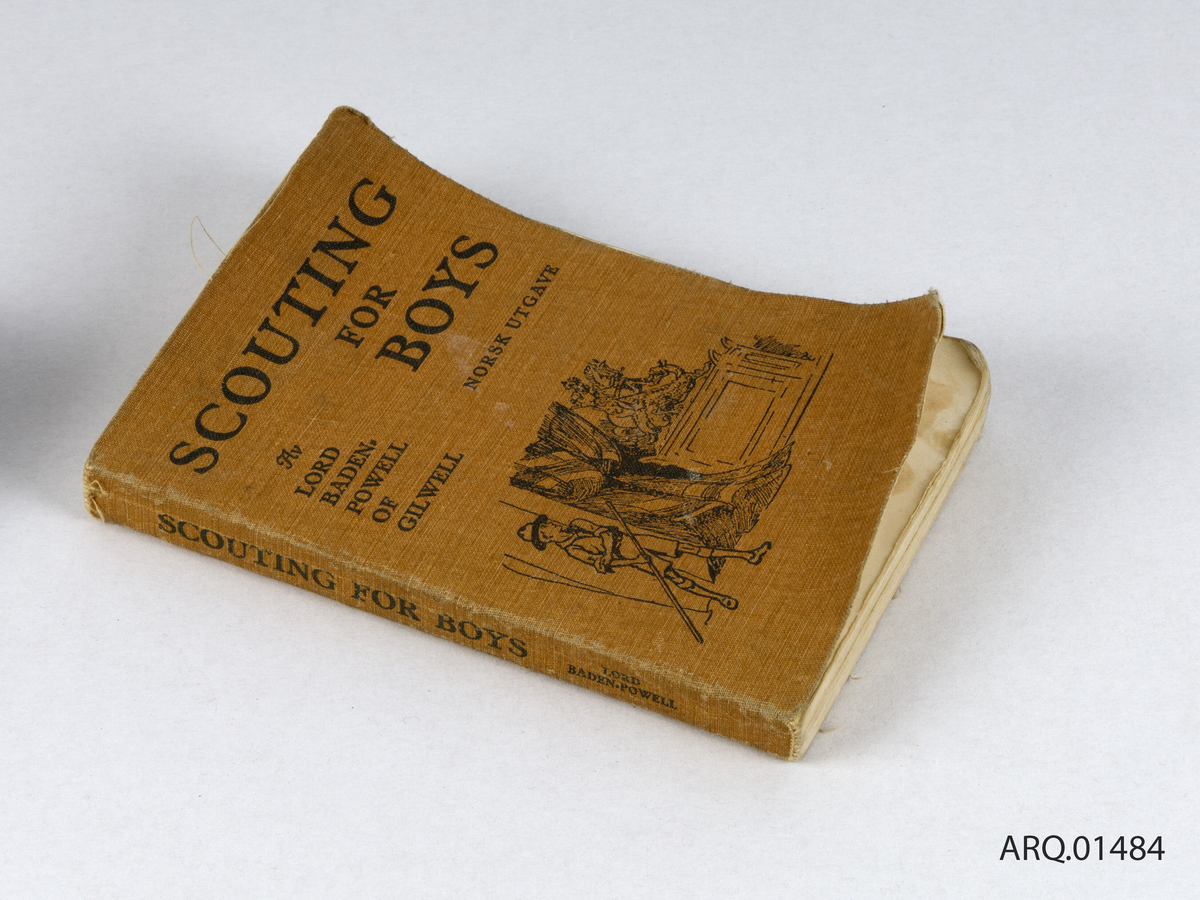 SCOUTING
FOR
BOYS
NORSK UTGAVE
Av
LORD
BADEN-
POWELL
OF
GILWELL
SCOUTING FOR BOYS
LORD
BADEN-POWELL
ARQ.01484